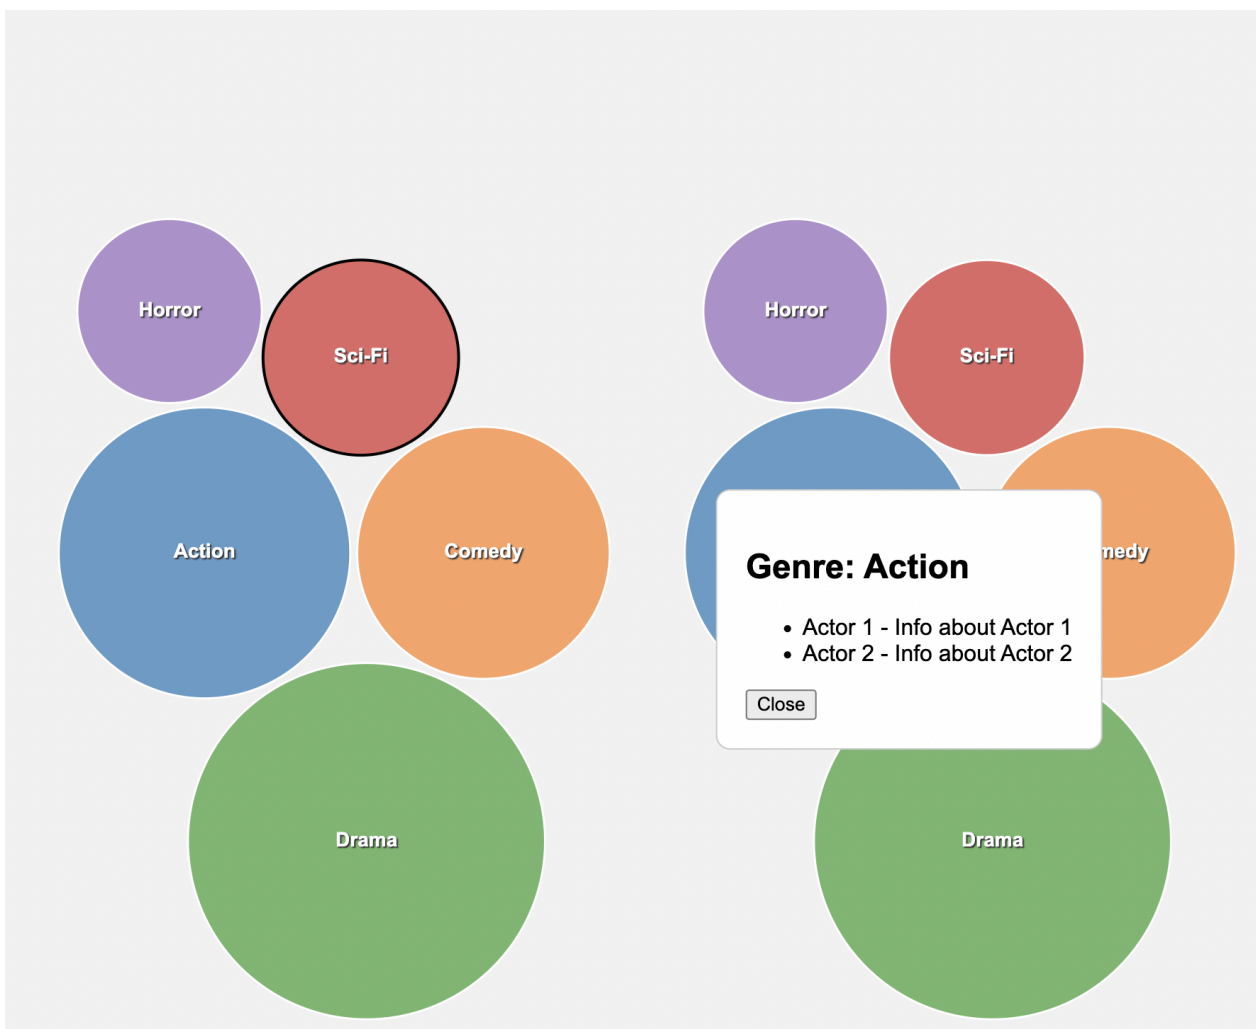 Horror
Sci-Fi
Action
Comedy
Drama
Horror
Sci-Fi
medy
Genre: Action
• Actor 1 - Info about Actor 1
• Actor 2 - Info about Actor 2
Close
Drama